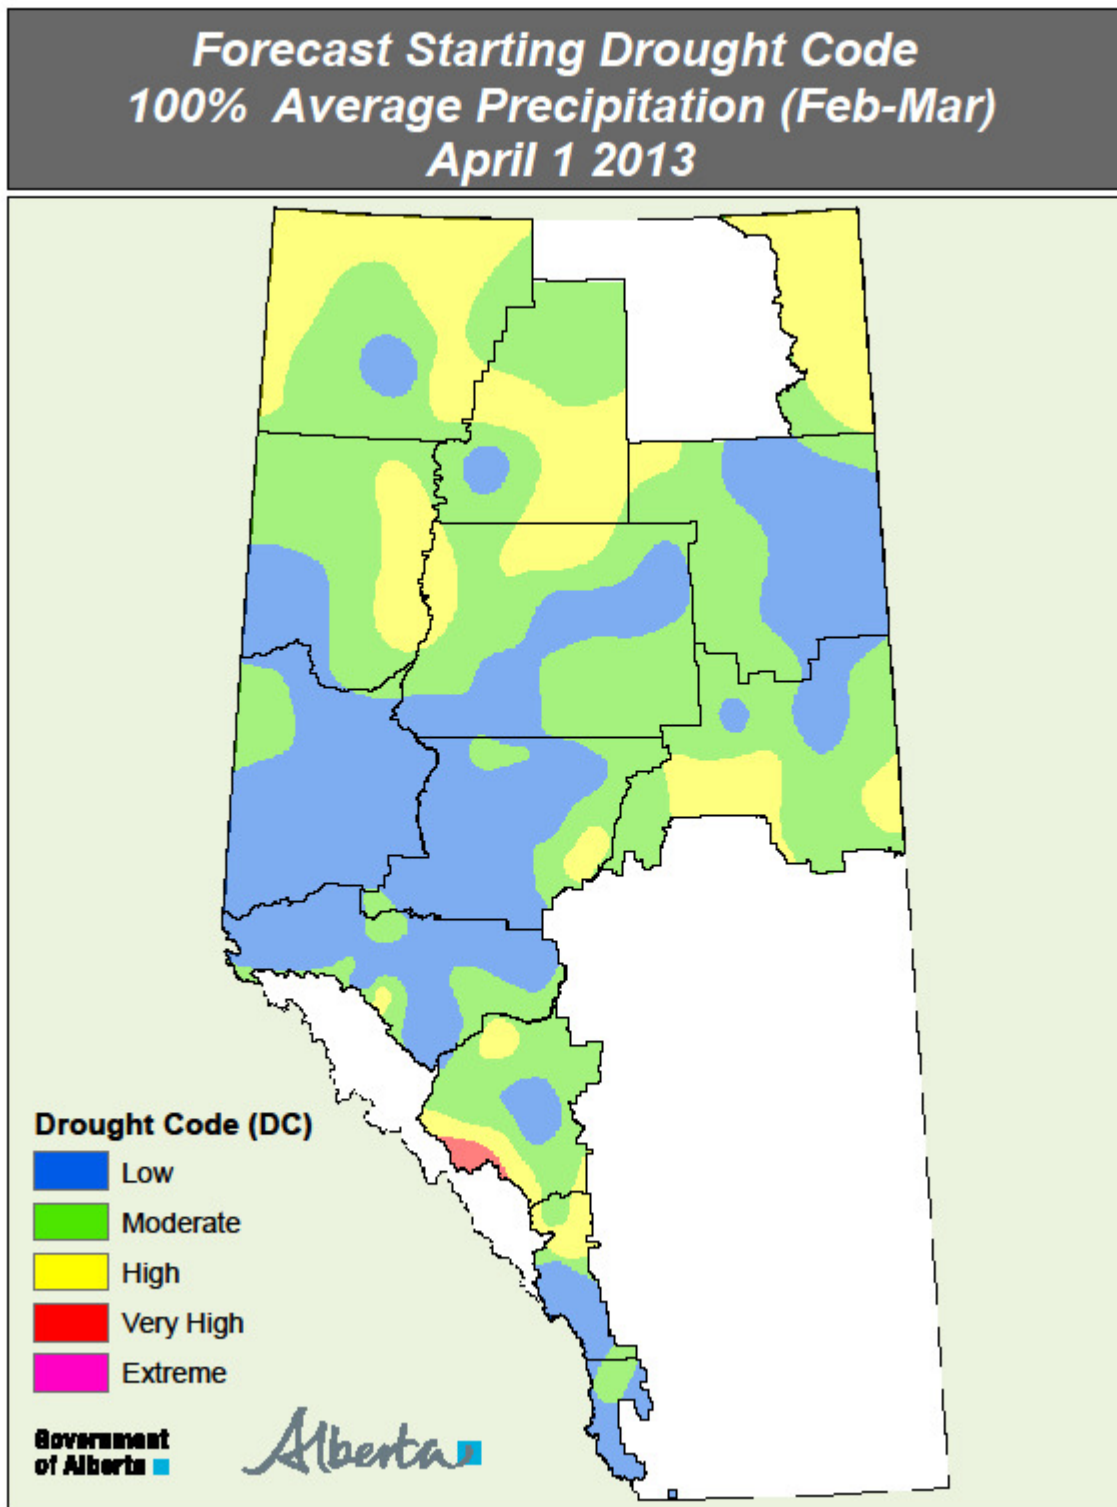 Forecast Starting Drought Code
100% Average Precipitation (Feb-Mar)
April 1 2013
Drought Code (DC)
Low
Moderate
High
Very High
Extreme
Government
of Alberta
Alberta